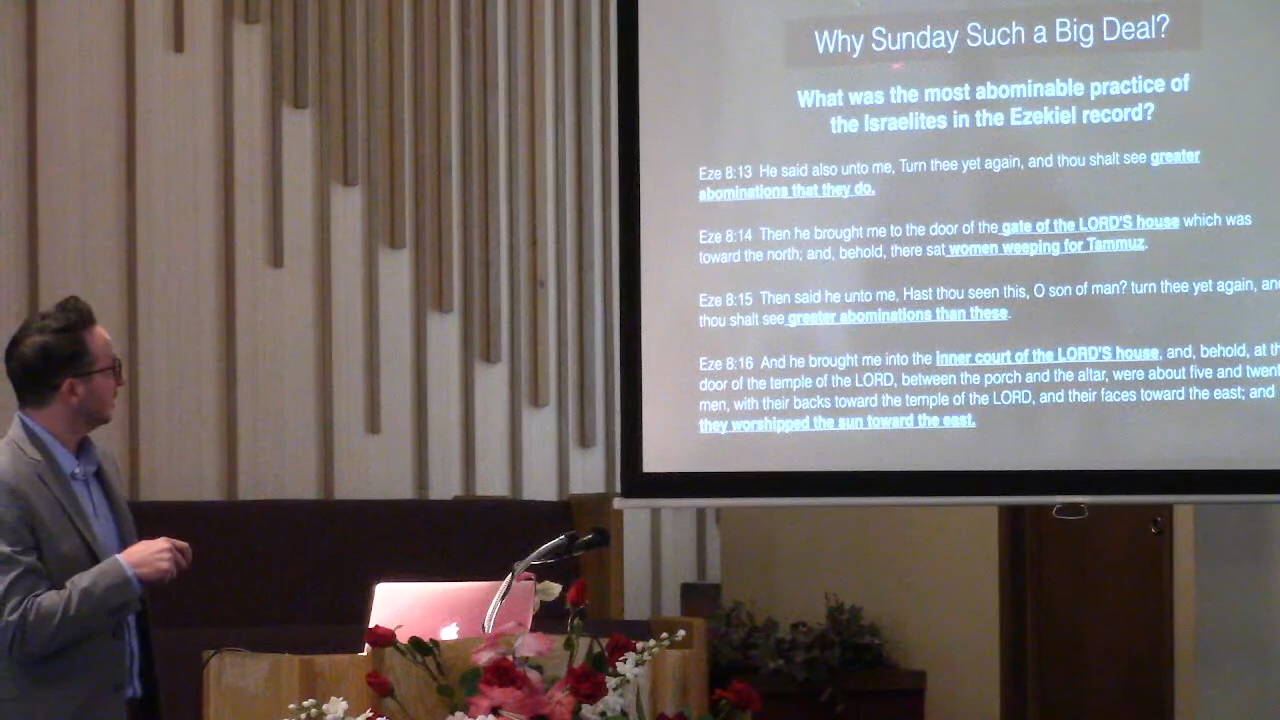 Why Sunday Such a Big Deal?
What was the most abominable practice of
the Israelites in the Ezekiel record?
Eze 8:13 He said also unto me, Turn thee yet again, and thou shalt see greater
abominations that they do.
Eze 8:14 Then he brought me to the door of the gate of the LORD'S house which was
toward the north; and, behold, there sat women weeping for Tammuz.
Eze 8:15 Then said he unto me, Hast thou seen this, O son of man? turn thee yet again, and
thou shalt see greater abominations than these.
Eze 8:16 And he brought me into the inner court of the LORD'S house, and, behold, at th
door of the temple of the LORD, between the porch and the altar, were about five and twent
men, with their backs toward the temple of the LORD, and their faces toward the east; and
they worshipped the sun toward the east.